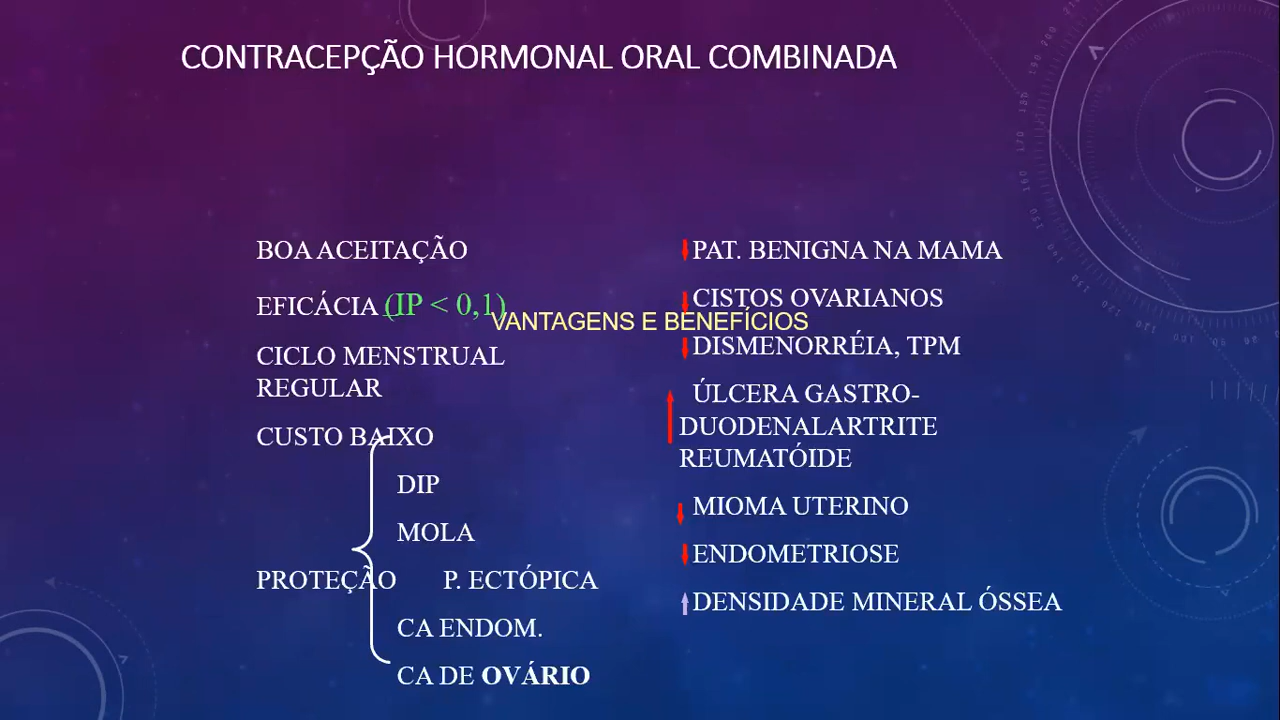 CONTRACEPÇÃO HORMONAL ORAL COMBINADA
VANTAGENS E BENEFÍCIOS
BOA ACEITAÇÃO
EFICÁCIA (IP < 0,1)
CICLO MENSTRUAL
REGULAR
CUSTO BAIXO
DIP
MOLA
PROTEÇÃO P. ECTÓPICA
CA ENDOM.
CA DE OVÁRIO
PAT. BENIGNA NA MAMA
CISTOS OVARIANOS
DISMENORRÉIA, TPM
ÚLCERA GASTRO-
DUODENALARTRITE
REUMATÓIDE
MIOMA UTERINO
ENDOMETRIOSE
DENSIDADE MINERAL ÓSSEA